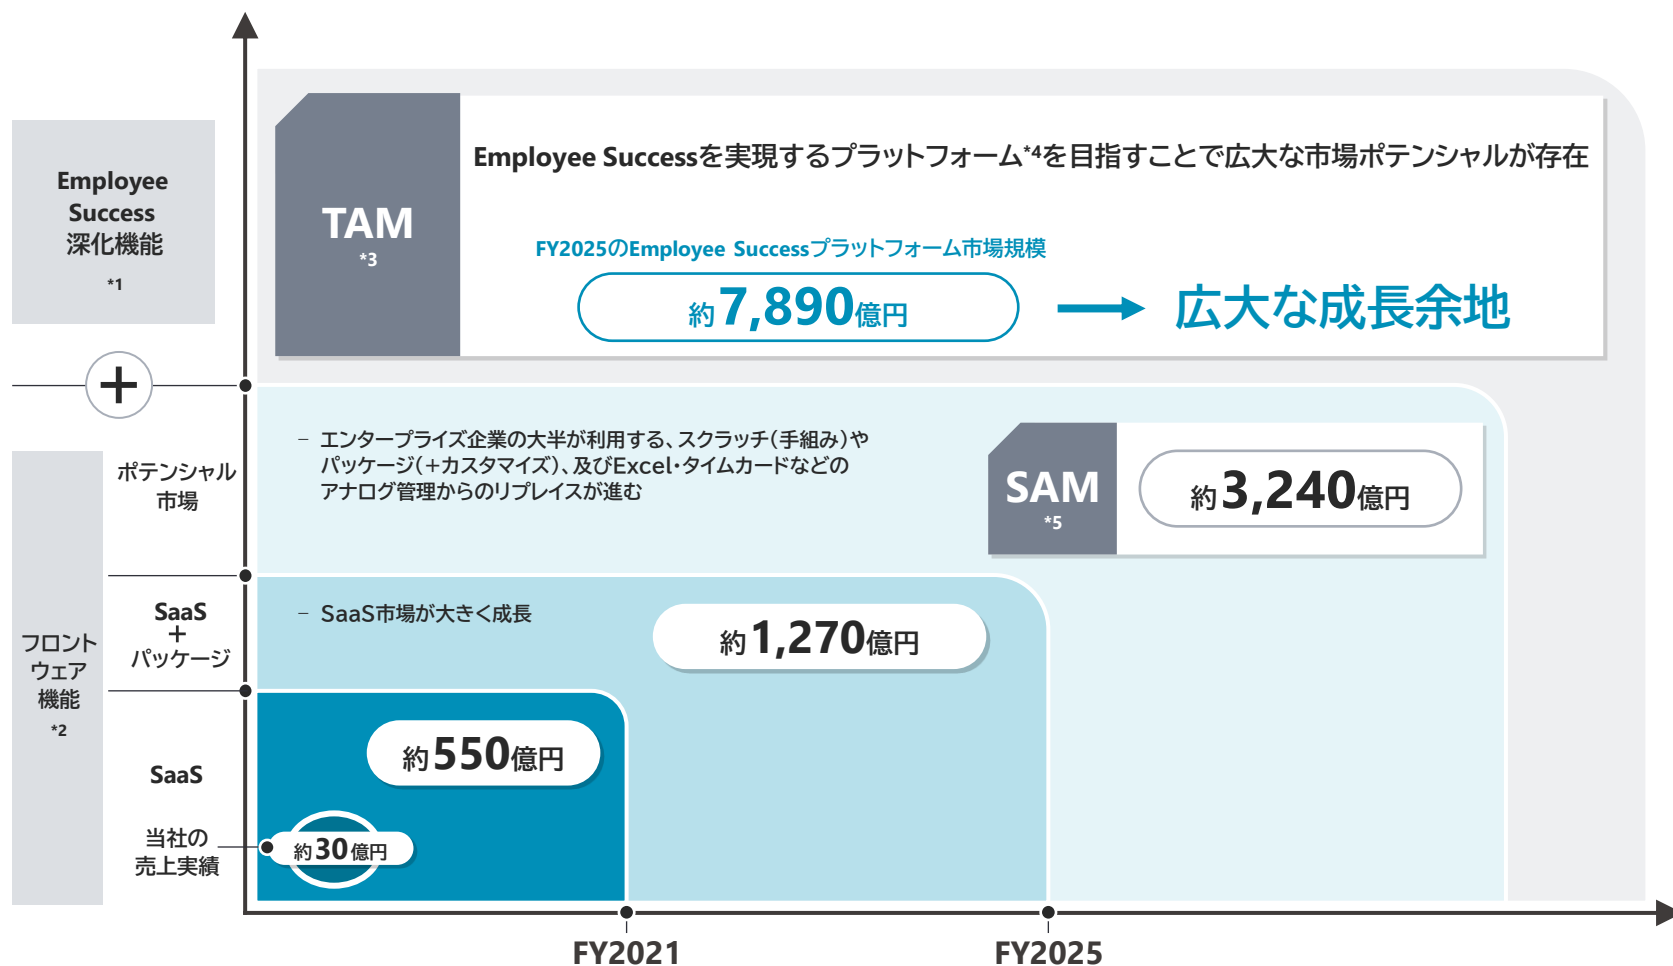 Employee
Success
深化機能
*1
TAM
*3
Employee Successを実現するプラットフォーム*4を目指すことで広大な市場ポテンシャルが存在
FY2025のEmployee Successプラットフォーム市場規模
約7,890億円
広大な成長余地
+
ポテンシャル
市場
– エンタープライズ企業の大半が利用する、スクラッチ(手組み)や
パッケージ(+カスタマイズ)、及びExcel・タイムカードなどの
アナログ管理からのリプレイスが進む
SAM
*5
約3,240億円
フロント
ウェア
機能
*2
SaaS
+
パッケージ
– SaaS市場が大きく成長
約1,270億円
SaaS
約550億円
当社の
売上実績
約30億円
FY2021
FY2025